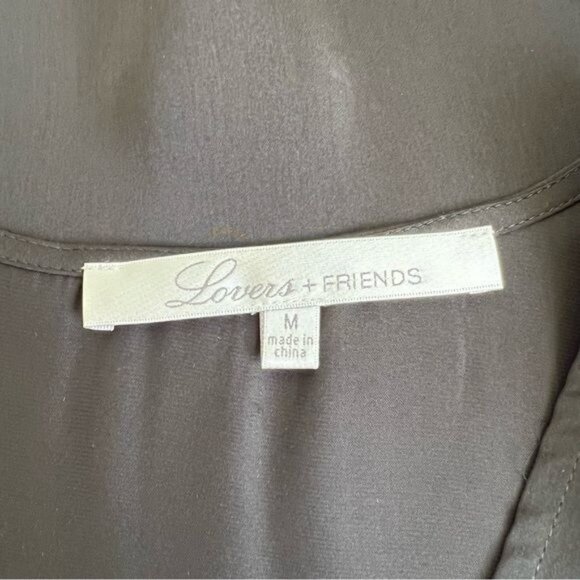 Lovers + FRIENDS
M
made in
china